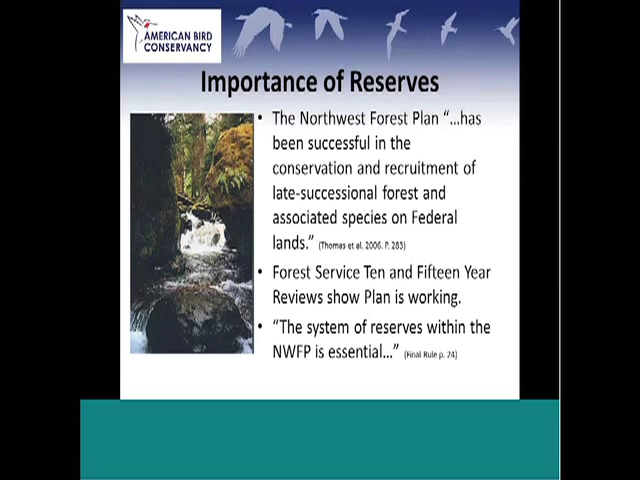 AMERICAN BIRD
CONSERVANCY
Importance of Reserves
• The Northwest Forest Plan “...has
been successful in the
conservation and recruitment of
late-successional forest and
associated species on Federal
lands.” (Thomas et al. 2006. P. 283)
• Forest Service Ten and Fifteen Year
Reviews show Plan is working.
• “The system of reserves within the
NWFP is essential...” (Final Rule p. 24)